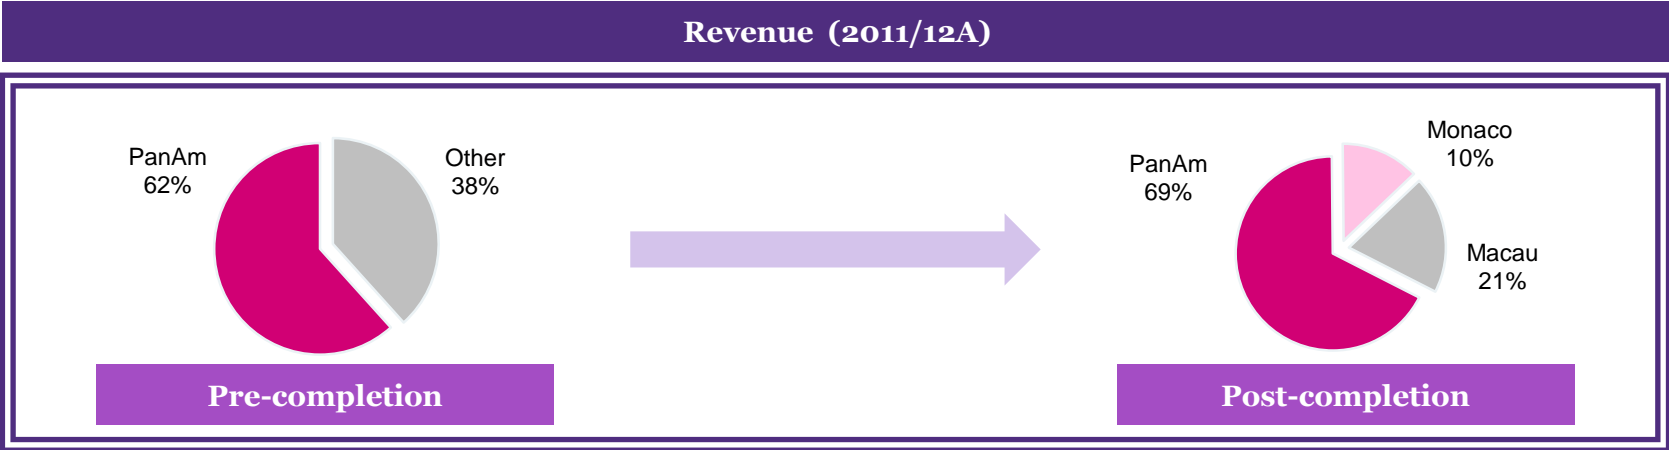 Revenue (2011/12A)
PanAm
62%
Other
38%
Pre-completion
Monaco
10%
PanAm
69%
Macau
21%
Post-completion